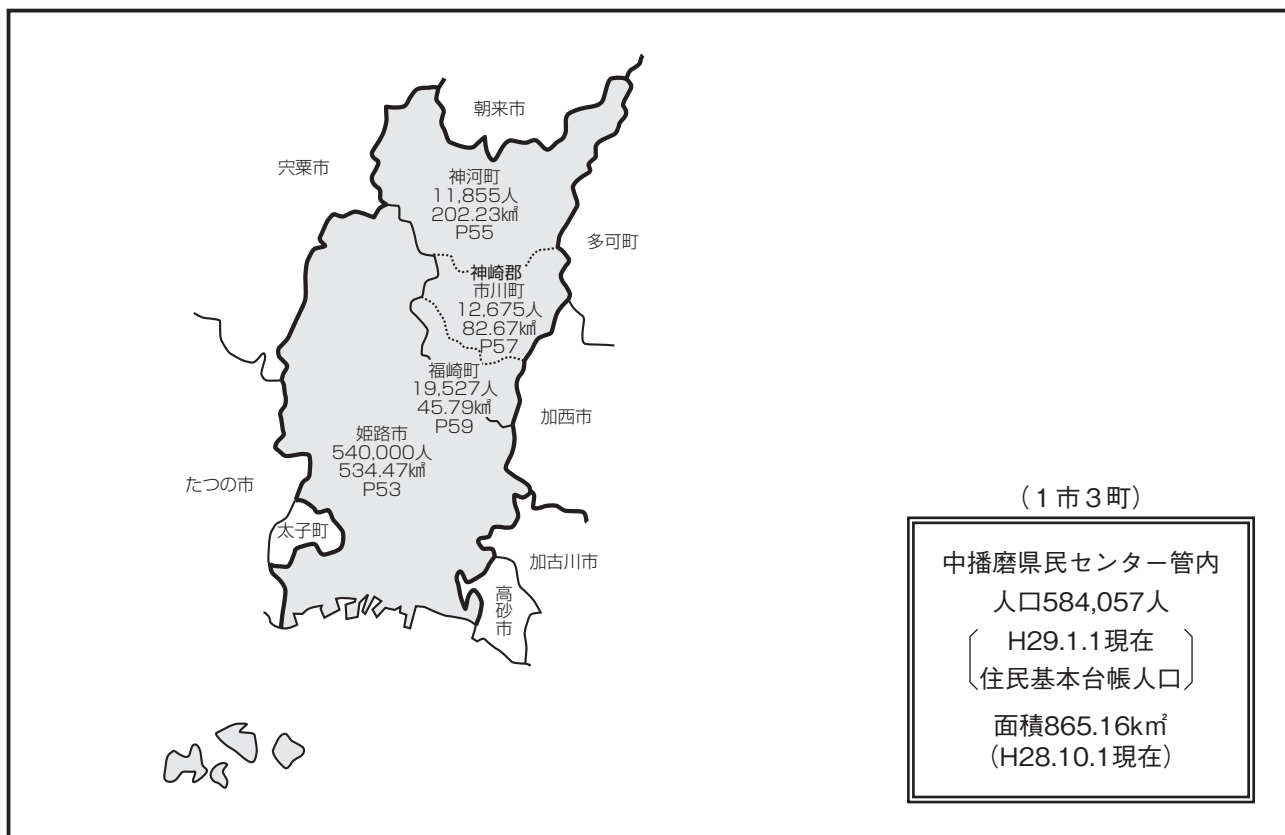 朝来市
宍粟市
神河町
11,855人
202.23㎢
P55
多可町
神崎郡
市川町
12,675人
82.67㎢
P57
福崎町
19,527人
45.79㎢
P59
加西市
姫路市
540,000人
534.47㎢
P53
たつの市
太子町
加古川市
高砂市
（1市3町）
中播磨県民センター管内
人口584,057人
H29.1.1現在
住民基本台帳人口
面積865.16k㎡
（H28.10.1現在）